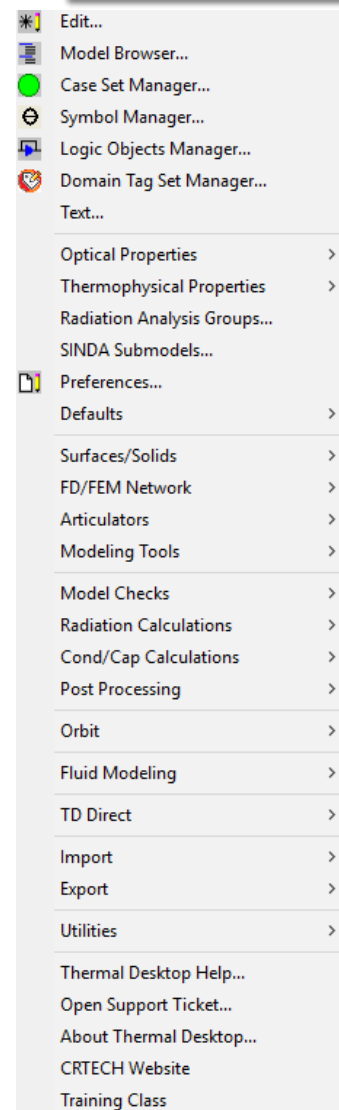 Edit...
Model Browser...
Case Set Manager...
Symbol Manager...
Logic Objects Manager...
Domain Tag Set Manager...
Text...
Optical Properties
Thermophysical Properties
Radiation Analysis Groups...
SINDA Submodels...
Preferences...
Defaults
Surfaces/Solids
FD/FEM Network
Articulators
Modeling Tools
Model Checks
Radiation Calculations
Cond/Cap Calculations
Post Processing
Orbit
Fluid Modeling
TD Direct
Import
Export
Utilities
Thermal Desktop Help...
Open Support Ticket...
About Thermal Desktop...
CRTECH Website
Training Class